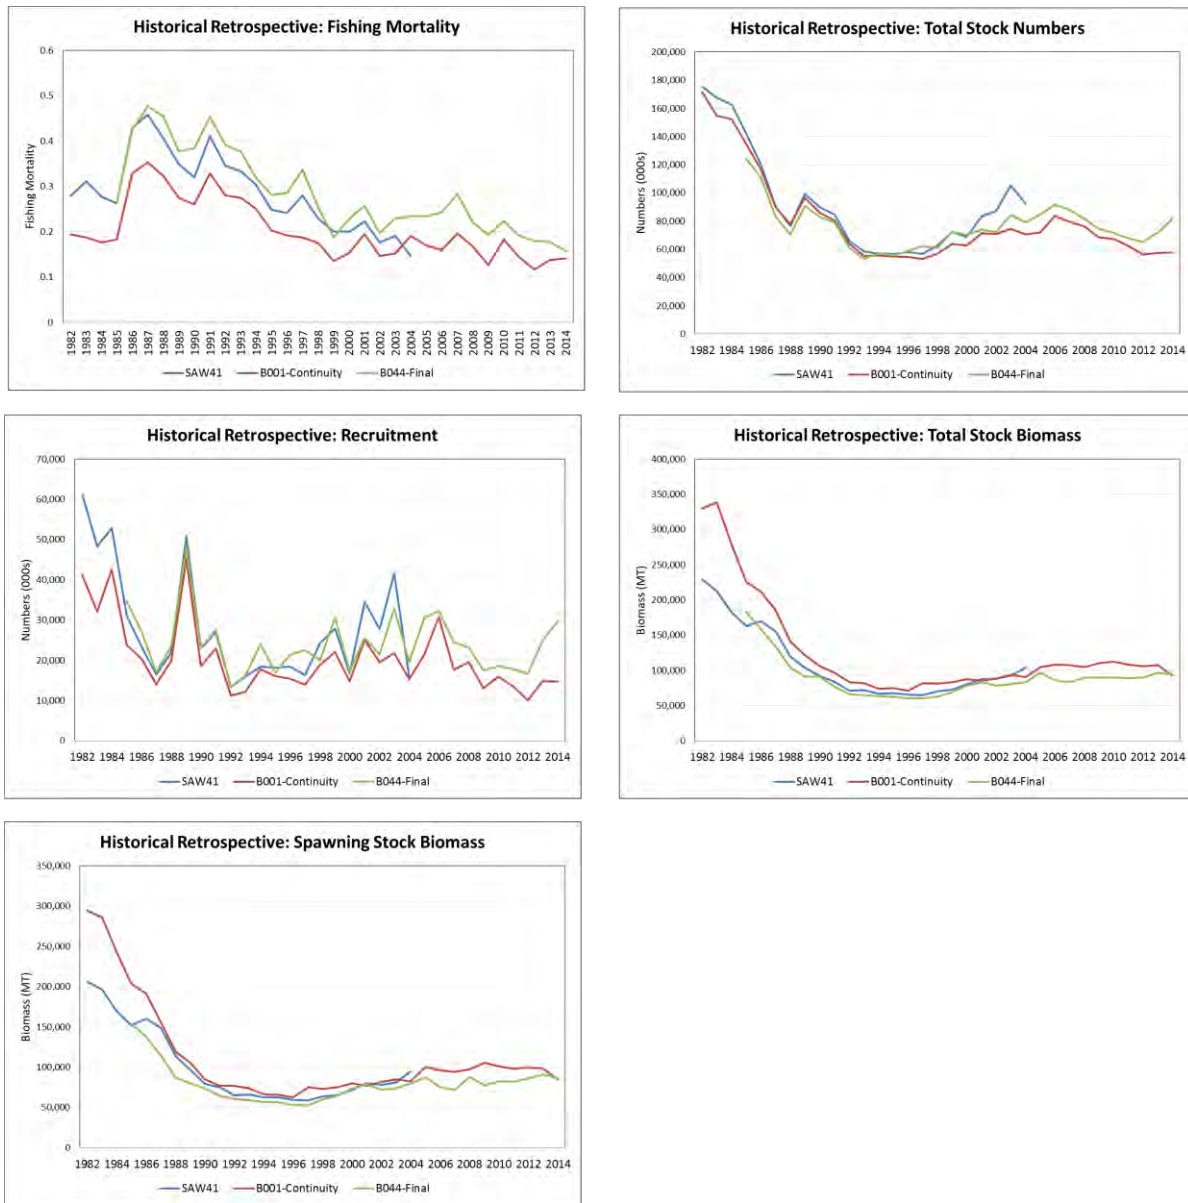 Historical Retrospective: Fishing Mortality
0.6
0.5
0.4
0.3
0.2
0.1
0
Fishing Mortality
1982 1983 1984 1985 1986 1987 1988 1989 1990 1991 1992 1993 1994 1995 1996 1997 1998 1999 2000 2001 2002 2003 2004 2005 2006 2007 2008 2009 2010 2011 2012 2013 2014
SAW41 B001-Continuity B044-Final
Historical Retrospective: Total Stock Numbers
200,000
180,000
160,000
140,000
120,000
100,000
80,000
60,000
40,000
20,000
0
Numbers (000s)
1982 1984 1986 1988 1990 1992 1994 1996 1998 2000 2002 2004 2006 2008 2010 2012 2014
SAW41 B001-Continuity B044-Final
Historical Retrospective: Recruitment
70,000
60,000
50,000
40,000
30,000
20,000
10,000
0
Numbers (000s)
1982 1984 1986 1988 1990 1992 1994 1996 1998 2000 2002 2004 2006 2008 2010 2012 2014
SAW41 B001-Continuity B044-Final
Historical Retrospective: Total Stock Biomass
400,000
350,000
300,000
250,000
200,000
150,000
100,000
50,000
0
Biomass (MT)
1982 1984 1986 1988 1990 1992 1994 1996 1998 2000 2002 2004 2006 2008 2010 2012 2014
SAW41 B001-Continuity B044-Final
Historical Retrospective: Spawning Stock Biomass
350,000
300,000
250,000
200,000
150,000
100,000
50,000
0
Biomass (MT)
1982 1984 1986 1988 1990 1992 1994 1996 1998 2000 2002 2004 2006 2008 2010 2012 2014
SAW41 B001-Continuity B044-Final